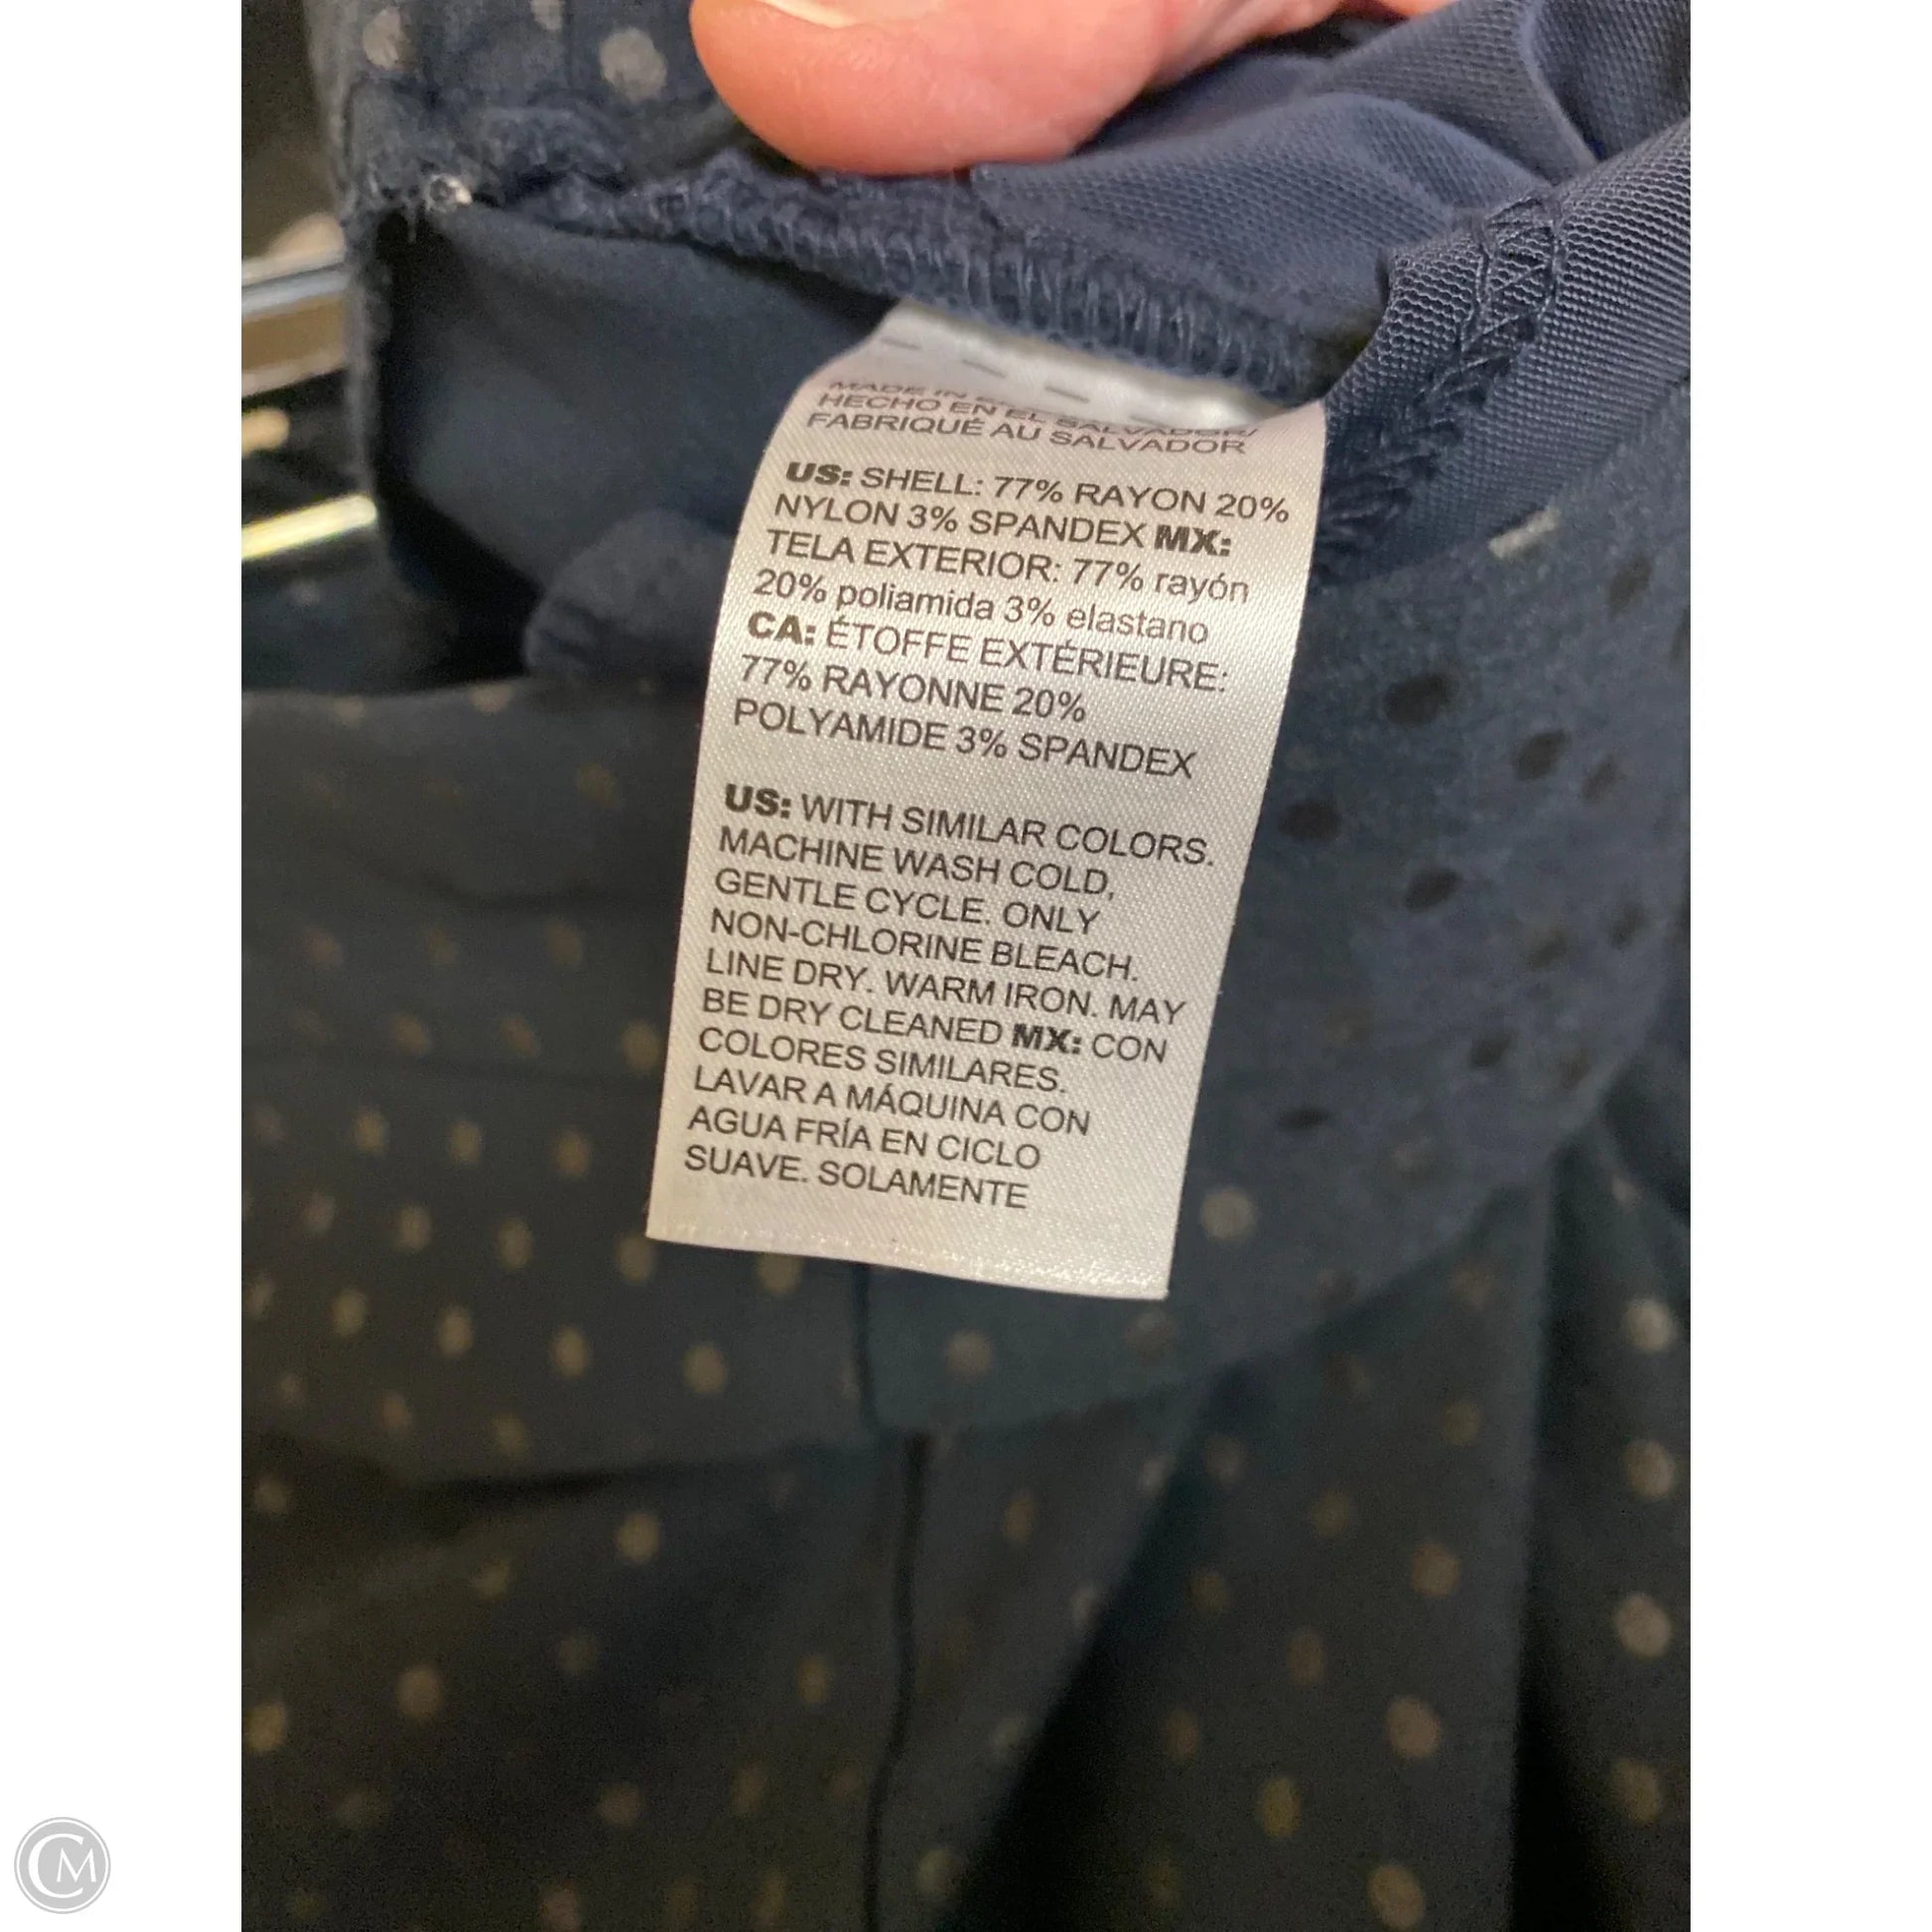 MADE IN
HECHO EN EL SALVADOR/
FABRIQUÉ AU SALVADOR
US: SHELL: 77% RAYON 20%
NYLON 3% SPANDEX MX:
TELA EXTERIOR: 77% rayón
20% poliamida 3% elastano
CA: ÉTOFFE EXTÉRIEURE:
77% RAYONNE 20%
POLYAMIDE 3% SPANDEX
US: WITH SIMILAR COLORS.
MACHINE WASH COLD,
GENTLE CYCLE. ONLY
NON-CHLORINE BLEACH.
LINE DRY. WARM IRON. MAY
BE DRY CLEANED MX: CON
COLORES SIMILARES.
LAVAR A MÁQUINA CON
AGUA FRÍA EN CICLO
SUAVE. SOLAMENTE
CM